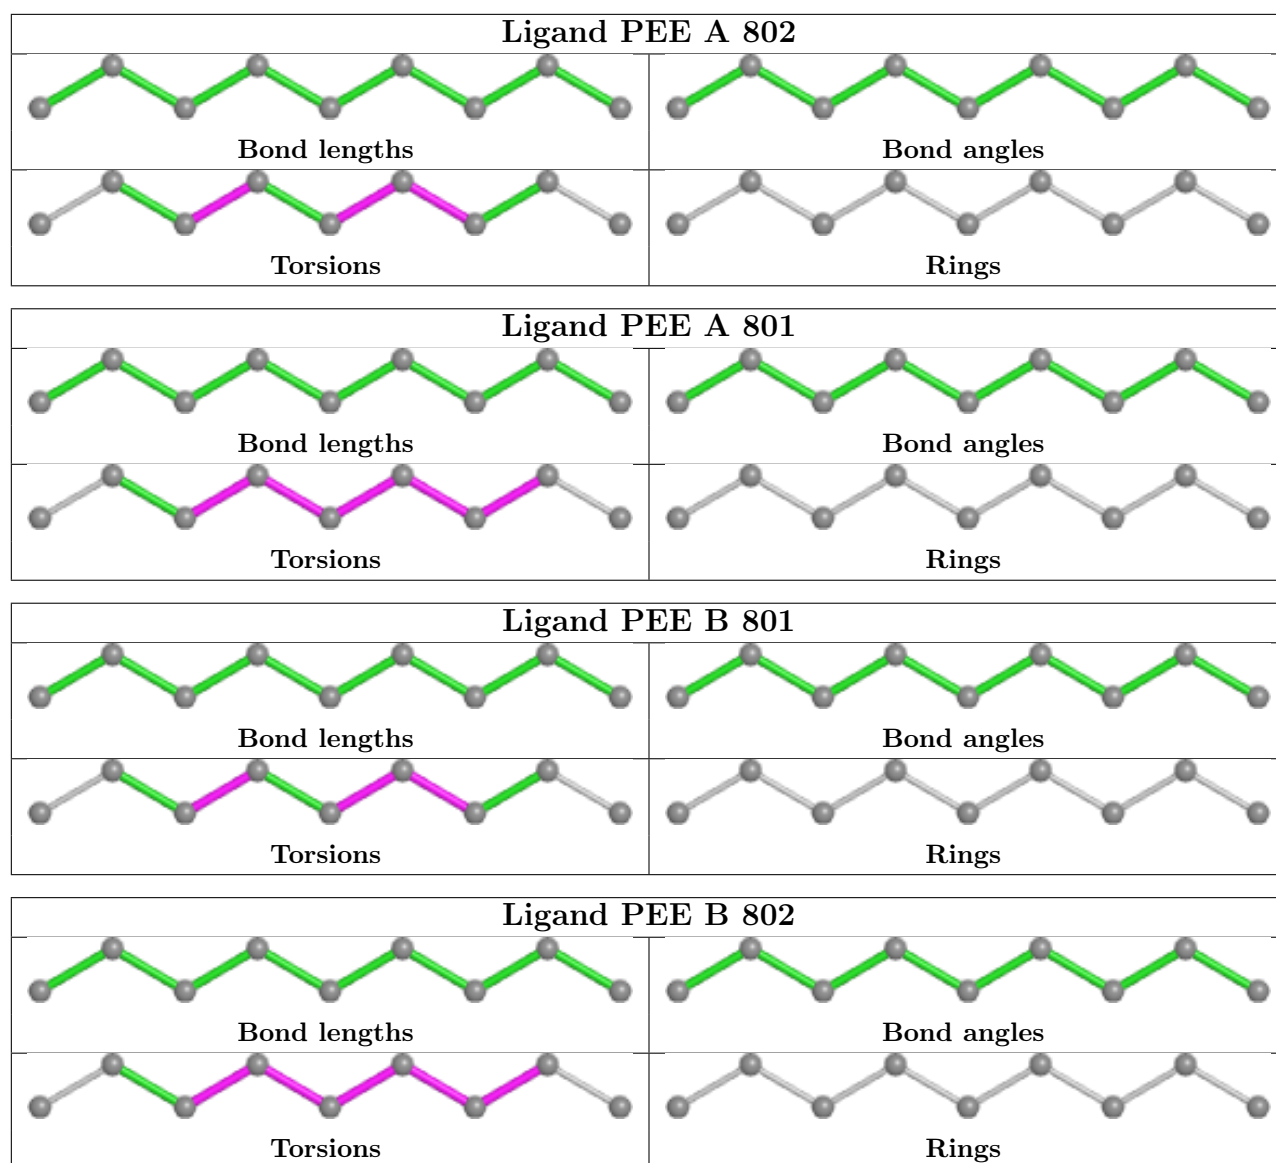 Ligand PEE A 802
Bond lengths
Bond angles
Torsions
Rings
Ligand PEE A 801
Bond lengths
Bond angles
Torsions
Rings
Ligand PEE B 801
Bond lengths
Bond angles
Torsions
Rings
Ligand PEE B 802
Bond lengths
Bond angles
Torsions
Rings